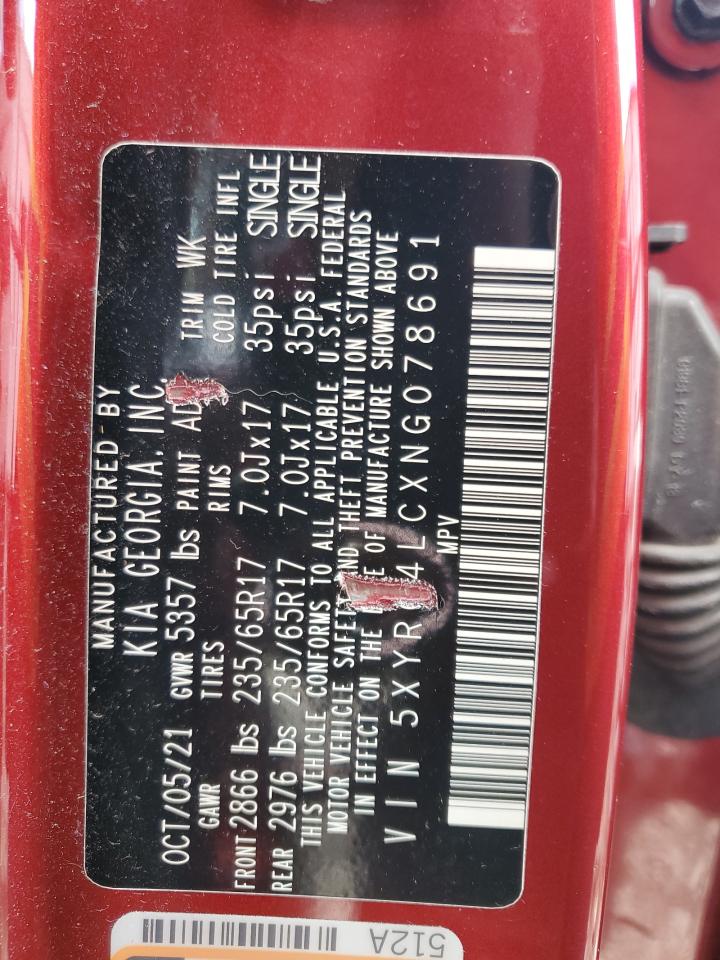 MANUFACTURED BY
KIA GEORGIA, INC.
OCT/05/21 GVWR 5357 lbs PAINT TRIM WK
GAWR TIRES RIMS COLD TIRE INFL
FRONT 2866 lbs 235/65R17 7.0Jx17 35psi SINGLE
REAR 2976 lbs 235/65R17 7.0Jx17 35psi SINGLE
THIS VEHICLE CONFORMS TO ALL APPLICABLE U.S.A. FEDERAL
MOTOR VEHICLE THEFT PREVENTION STANDARDS
IN EFFECT ON THE OF MANUFACTURE SHOWN ABOVE
VIN 5XYR 4LCXNG078691
MPV
512A